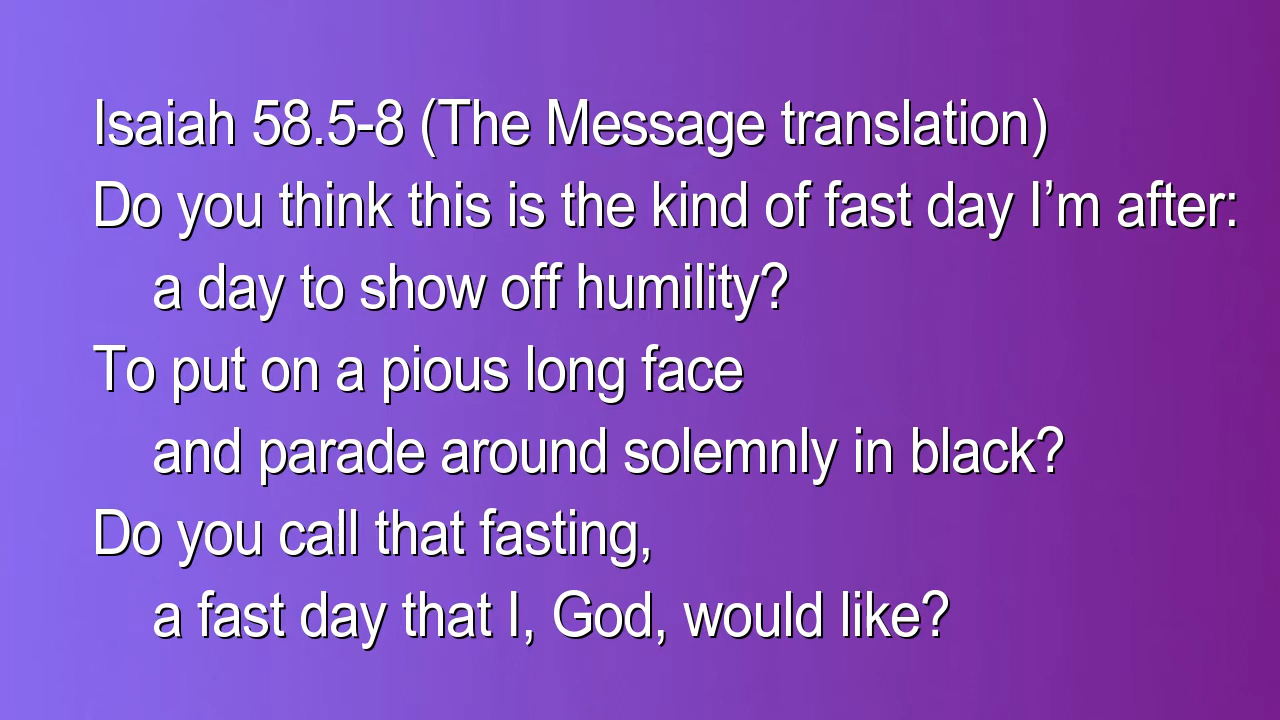 Isaiah 58.5-8 (The Message translation)
Do you think this is the kind of fast day I’m after:
a day to show off humility?
To put on a pious long face
and parade around solemnly in black?
Do you call that fasting,
a fast day that I, God, would like?